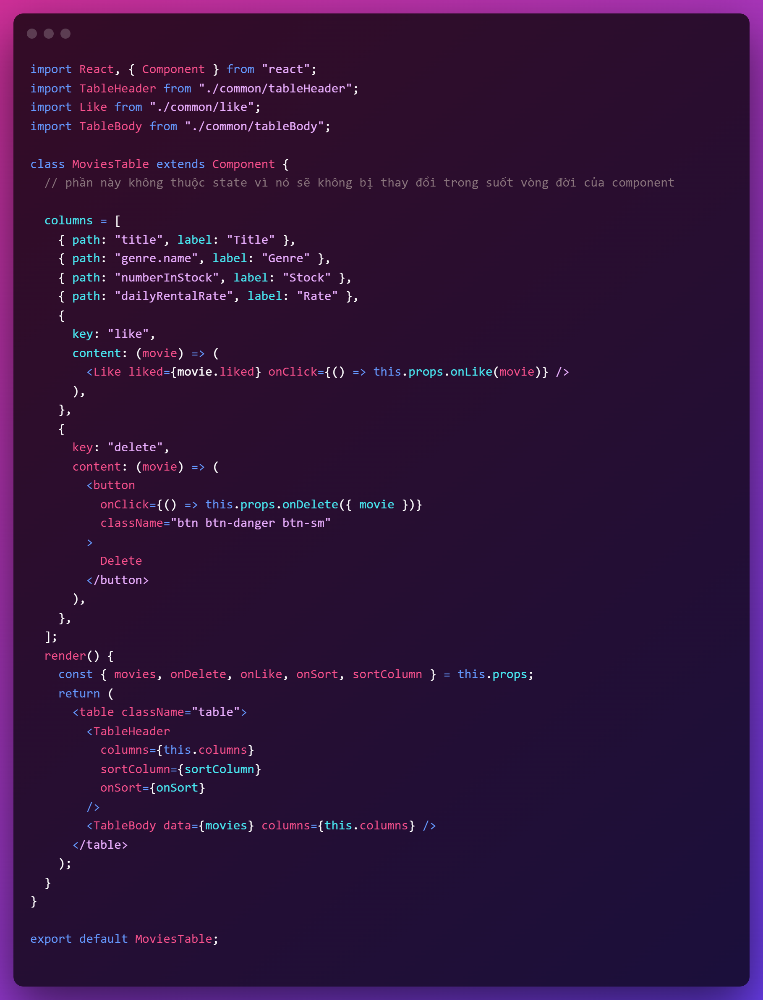 import React, { Component } from "react";
import TableHeader from "./common/tableHeader";
import Like from "./common/like";
import TableBody from "./common/tableBody";

class MoviesTable extends Component {
  // phần này không thuộc state vì nó sẽ không bị thay đổi trong suốt vòng đời của component

  columns = [
    { path: "title", label: "Title" },
    { path: "genre.name", label: "Genre" },
    { path: "numberInStock", label: "Stock" },
    { path: "dailyRentalRate", label: "Rate" },
    {
      key: "like",
      content: (movie) => (
        <Like liked={movie.liked} onClick={() => this.props.onLike(movie)} />
      ),
    },
    {
      key: "delete",
      content: (movie) => (
        <button
          onClick={() => this.props.onDelete({ movie })}
          className="btn btn-danger btn-sm"
        >
          Delete
        </button>
      ),
    },
  ];
  render() {
    const { movies, onDelete, onLike, onSort, sortColumn } = this.props;
    return (
      <table className="table">
        <TableHeader
          columns={this.columns}
          sortColumn={sortColumn}
          onSort={onSort}
        />
        <TableBody data={movies} columns={this.columns} />
      </table>
    );
  }
}

export default MoviesTable;